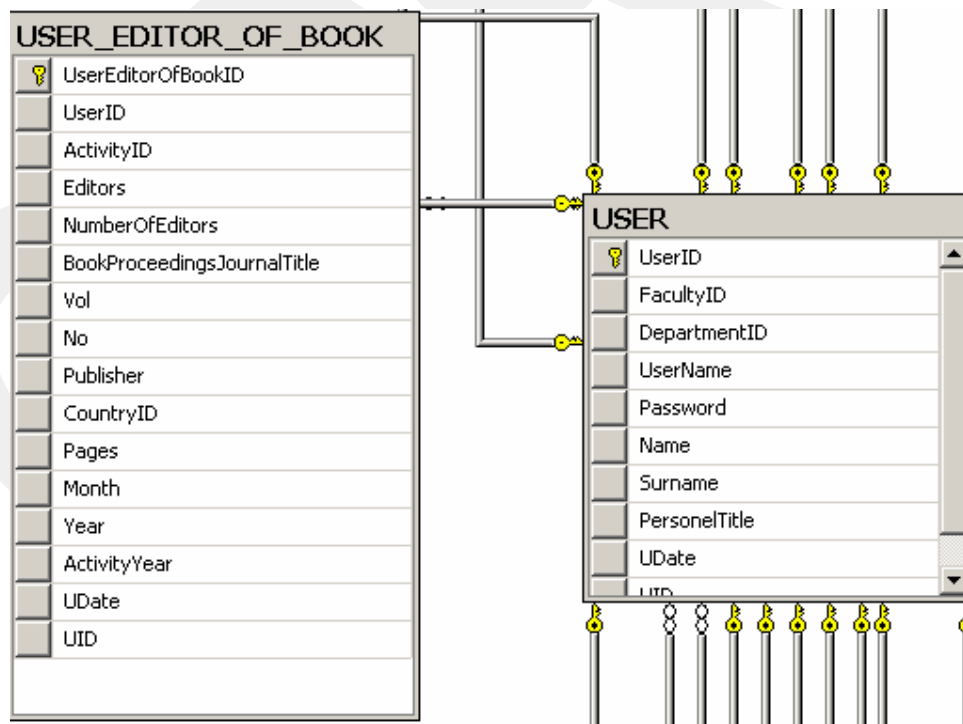 USER_EDITOR_OF_BOOK
UserEditorOfBookID
UserID
ActivityID
Editors
NumberOfEditors
BookProceedingsJournalTitle
Vol
No
Publisher
CountryID
Pages
Month
Year
ActivityYear
UDate
UID
USER
UserID
FacultyID
DepartmentID
UserName
Password
Name
Surname
PersonelTitle
UDate
UID